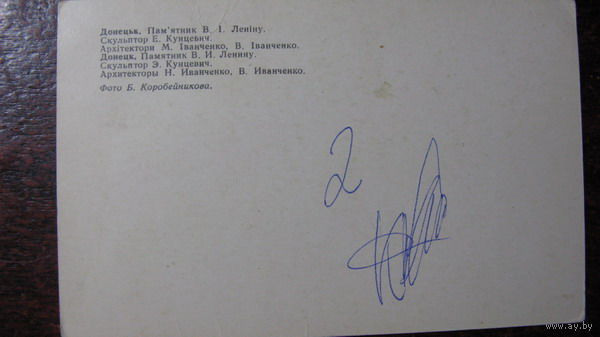 Донецьк. Пам'ятник В. І. Леніну.
Скульптор Е. Кунцевич.
Архітектори М. Іванченко, В. Іванченко.
Донецк. Памятник В. И. Ленину.
Скульптор Э. Кунцевич.
Архитекторы Н. Иванченко, В. Иванченко.
Фото Б. Коробейникова.
2
www.ay.by